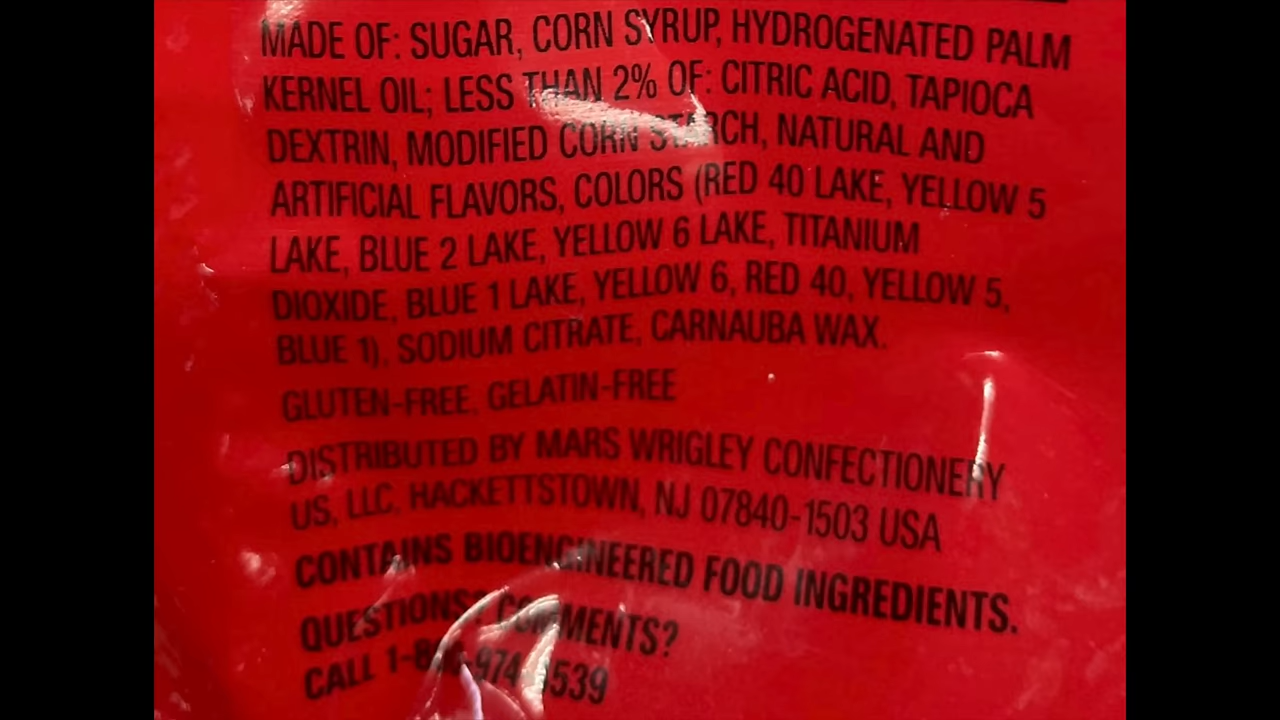 MADE OF: SUGAR, CORN SYRUP, HYDROGENATED PALM
KERNEL OIL; LESS THAN 2% OF: CITRIC ACID, TAPIOCA
DEXTRIN, MODIFIED CORN STARCH, NATURAL AND
ARTIFICIAL FLAVORS, COLORS (RED 40 LAKE, YELLOW 5
LAKE, BLUE 2 LAKE, YELLOW 6 LAKE, TITANIUM
DIOXIDE, BLUE 1 LAKE, YELLOW 6, RED 40, YELLOW 5,
BLUE 1), SODIUM CITRATE, CARNAUBA WAX.
GLUTEN-FREE, GELATIN-FREE
DISTRIBUTED BY MARS WRIGLEY CONFECTIONERY
US, LLC, HACKETTSTOWN, NJ 07840-1503 USA
CONTAINS BIOENGINEERED FOOD INGREDIENTS.
QUESTIONS? COMMENTS?
CALL